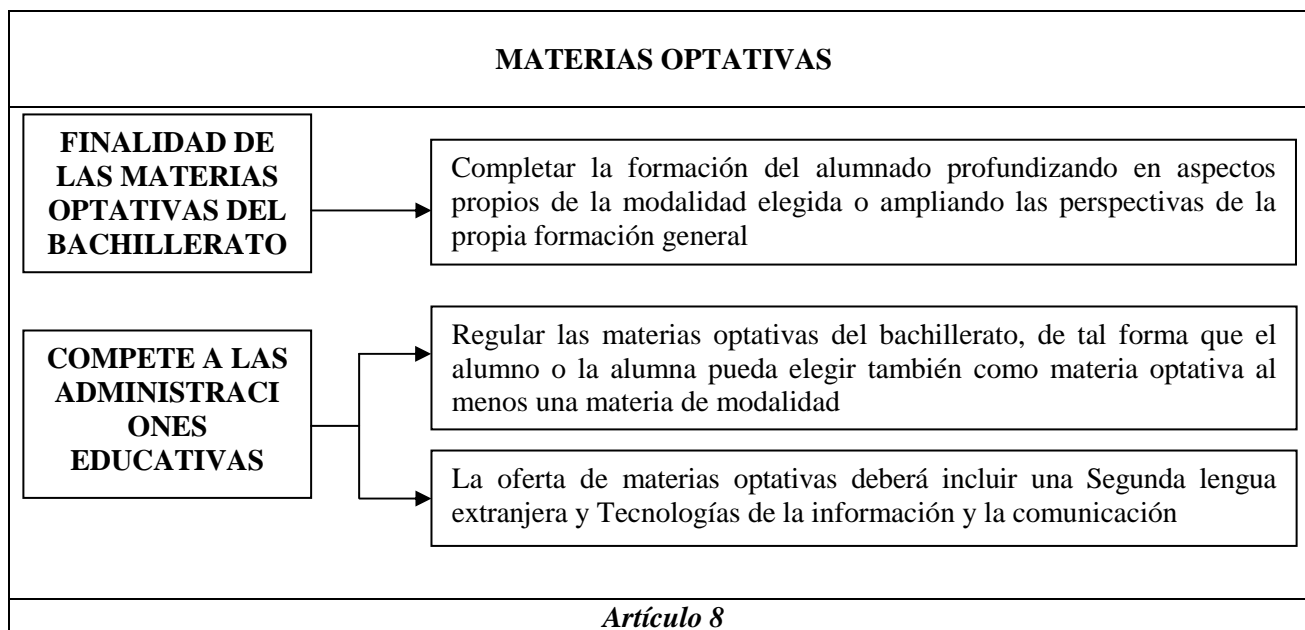 MATERIAS OPTATIVAS
FINALIDAD DE
LAS MATERIAS
OPTATIVAS DEL
BACHILLERATO
Completar la formación del alumnado profundizando en aspectos
propios de la modalidad elegida o ampliando las perspectivas de la
propia formación general
COMPETE A LAS
ADMINISTRACI
ONES
EDUCATIVAS
Regular las materias optativas del bachillerato, de tal forma que el
alumno o la alumna pueda elegir también como materia optativa al
menos una materia de modalidad
La oferta de materias optativas deberá incluir una Segunda lengua
extranjera y Tecnologías de la información y la comunicación
Artículo 8